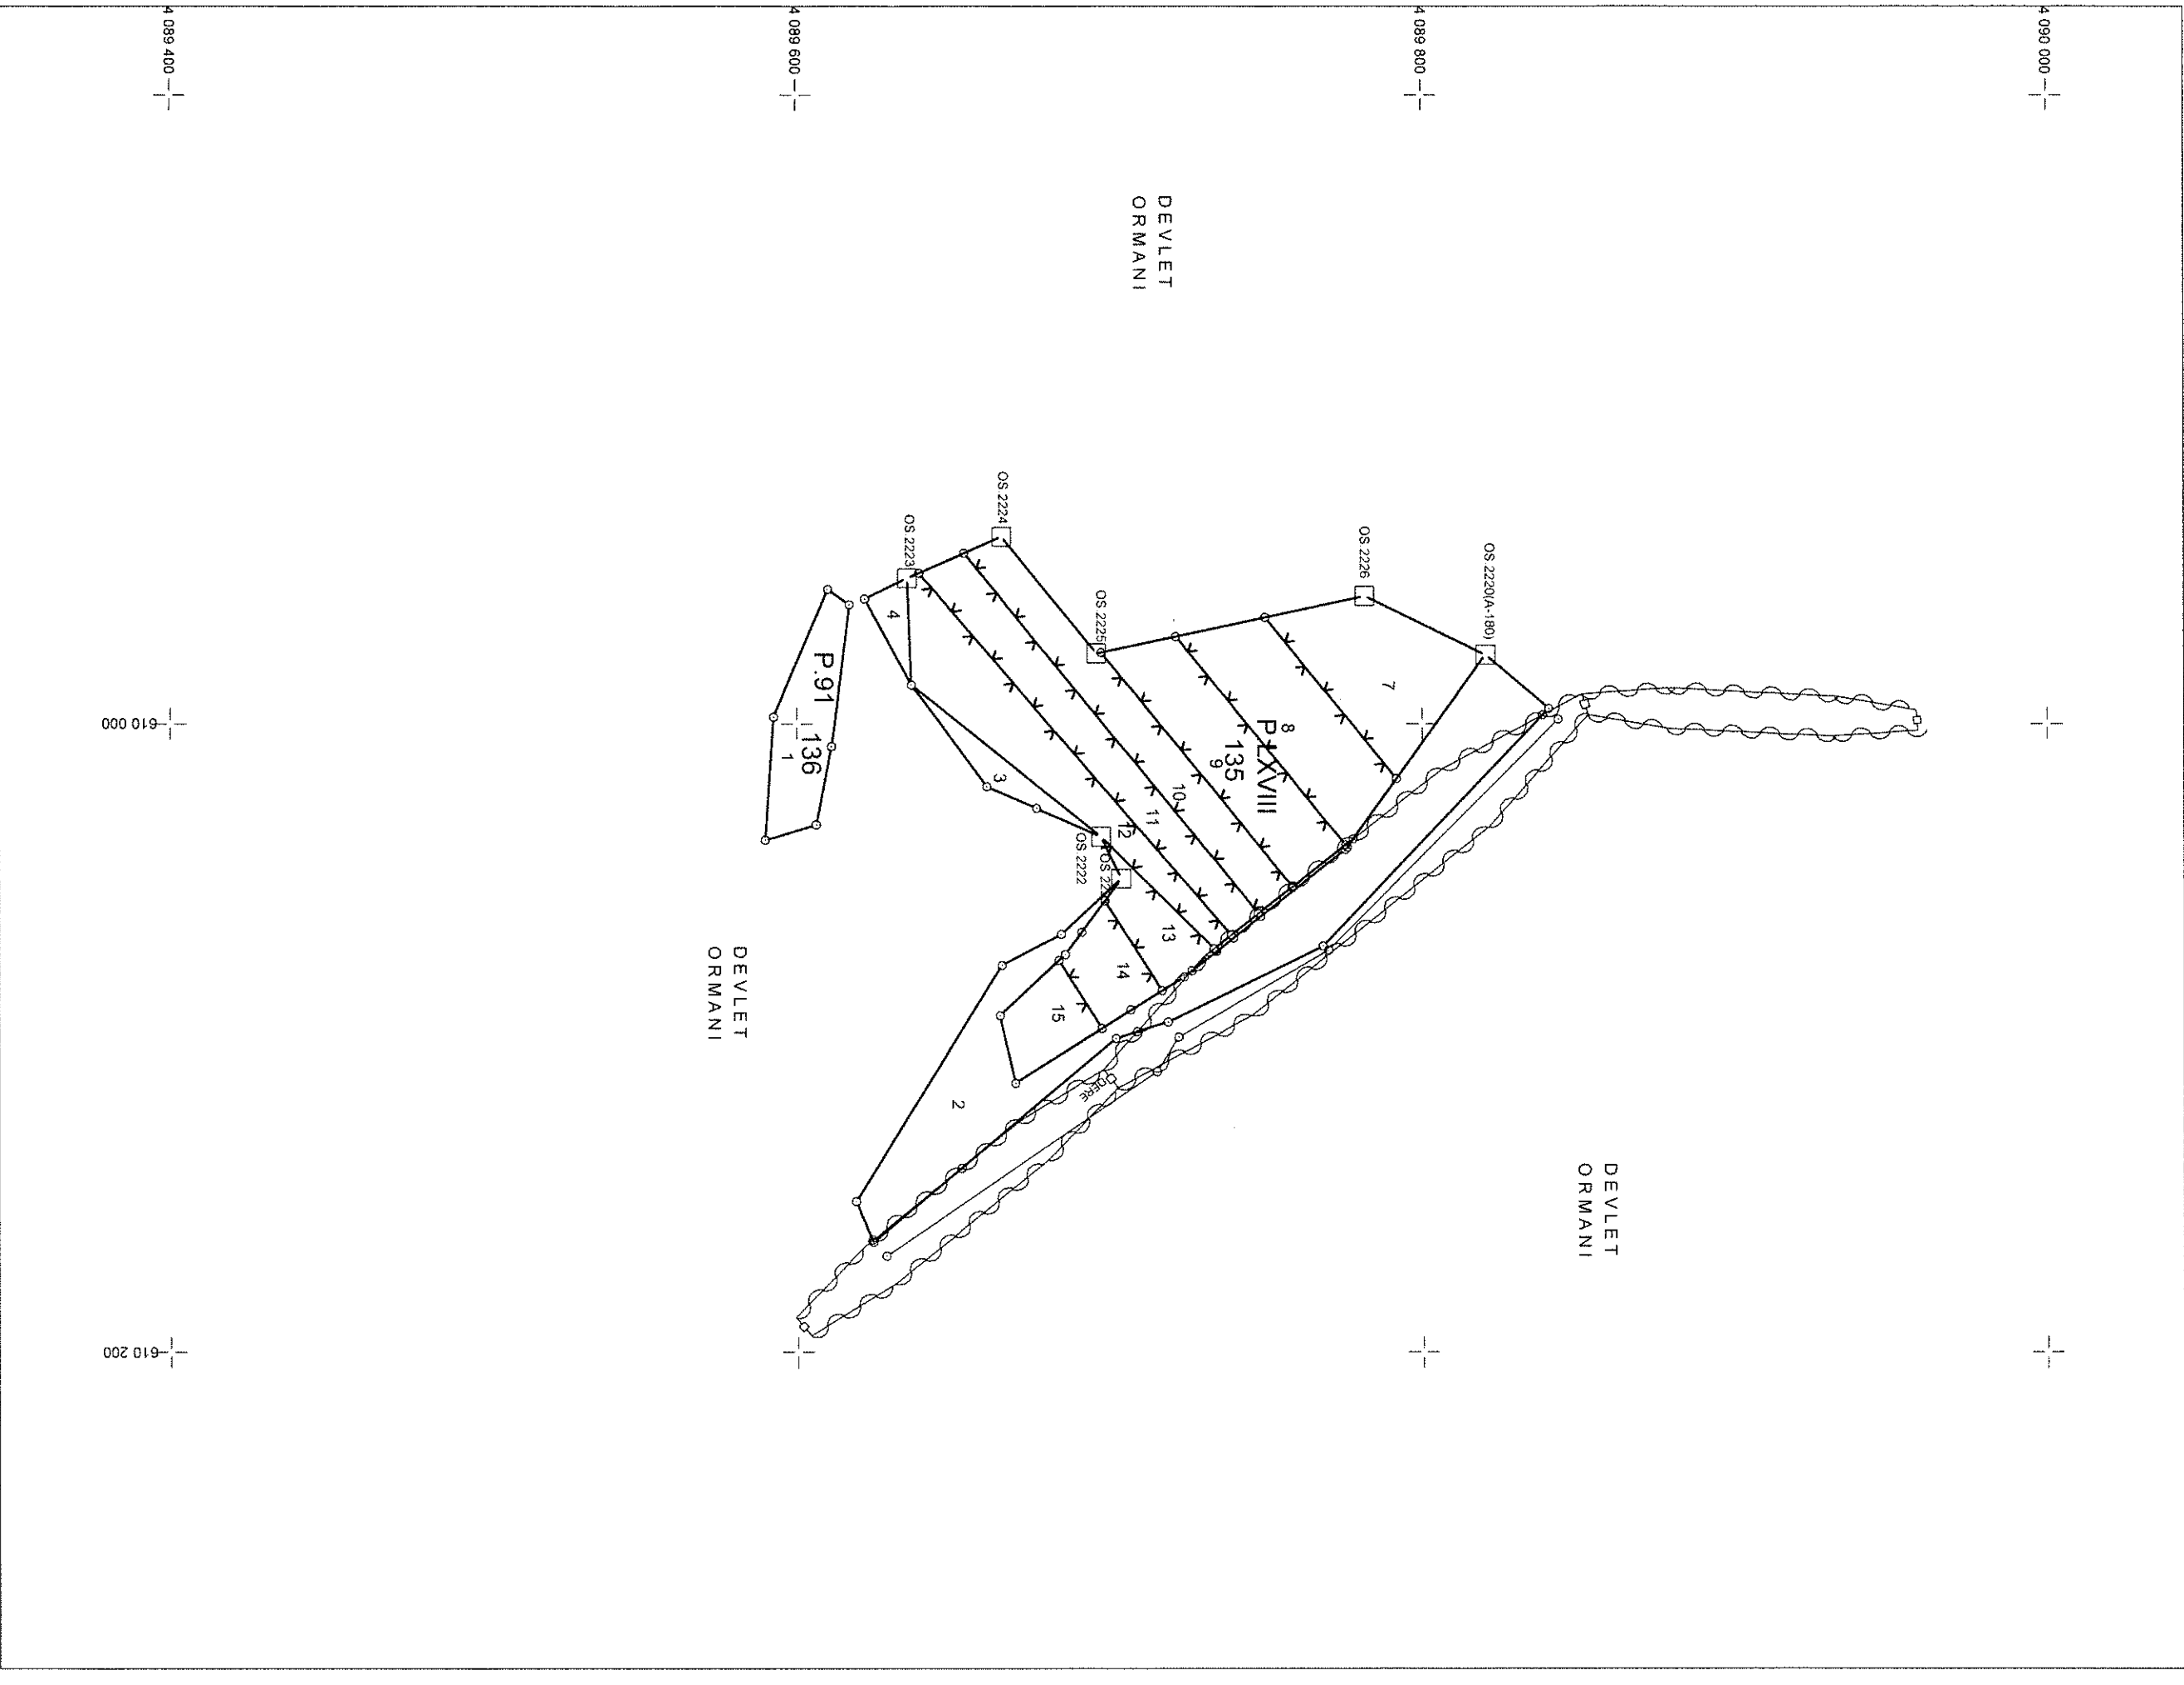 4 089 400
4 089 600
4 089 800
4 090 000
DEVLET
ORMANI
OS.2224
OS.2223
OS.2225
OS 2226
OS 2220(A-180)
4
7
P.91
136
1
610 000
8
P.LXVIII
135
9
3
10
11
12
OS 2222
13
14
15
2
DERE
DEVLET
ORMANI
DEVLET
ORMANI
610 200